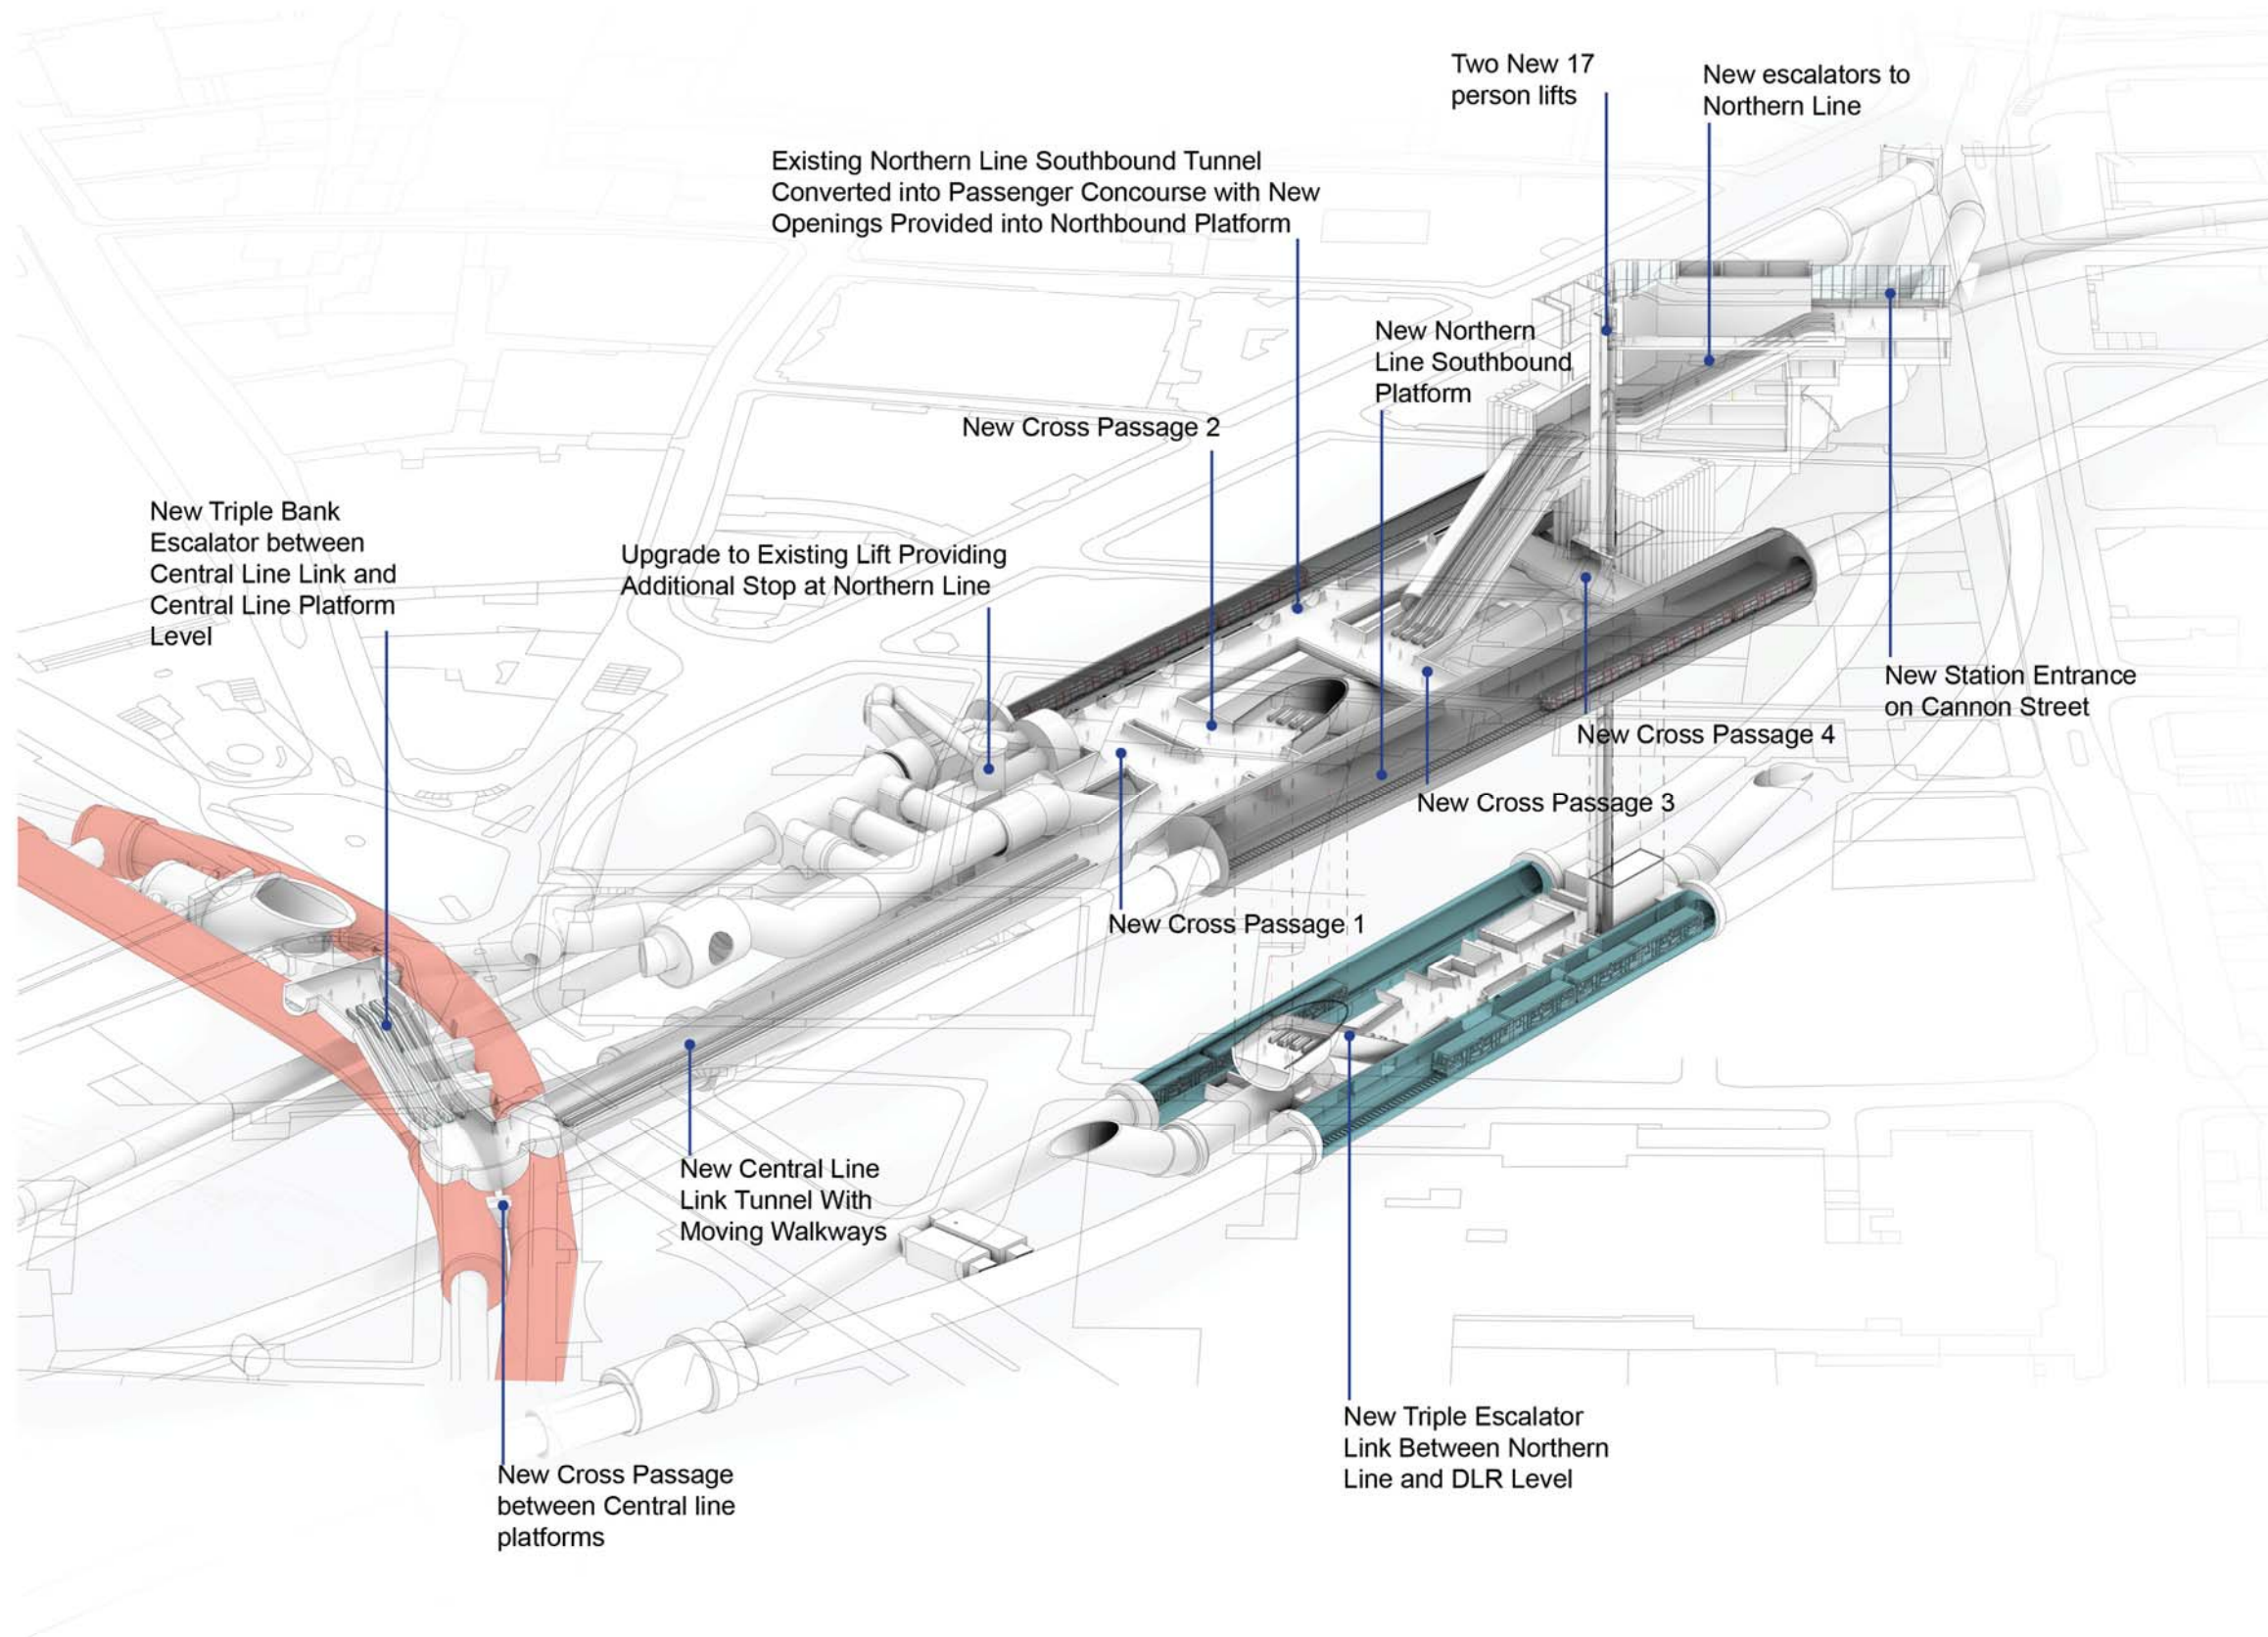 Two New 17
person lifts
New escalators to
Northern Line
Existing Northern Line Southbound Tunnel
Converted into Passenger Concourse with New
Openings Provided into Northbound Platform
New Northern
Line Southbound
Platform
New Cross Passage 2
New Triple Bank
Escalator between
Central Line Link and
Central Line Platform
Level
Upgrade to Existing Lift Providing
Additional Stop at Northern Line
New Station Entrance
on Cannon Street
New Cross Passage 4
New Cross Passage 3
New Cross Passage 1
New Central Line
Link Tunnel With
Moving Walkways
New Triple Escalator
Link Between Northern
Line and DLR Level
New Cross Passage
between Central line
platforms